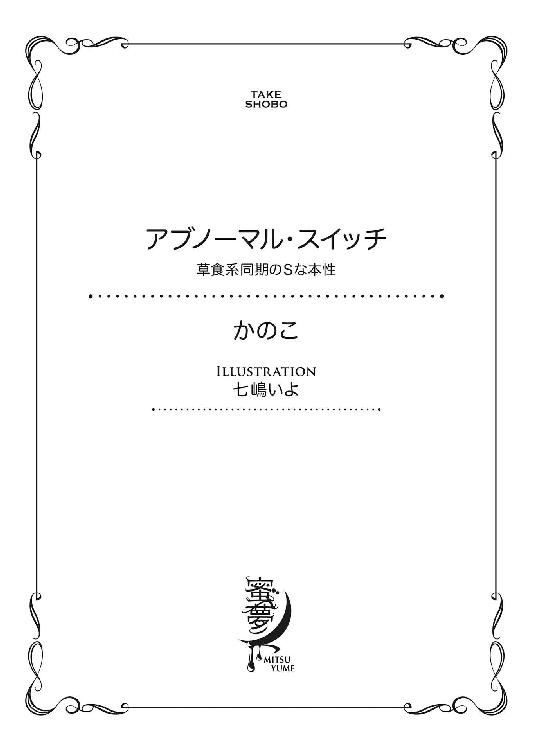 TAKE
SHOBO
アブノーマル・スイッチ
草食系同期のSな本性
かのこ
ILLUSTRATION
七嶋いよ
蜜夢
MITSU
YUME